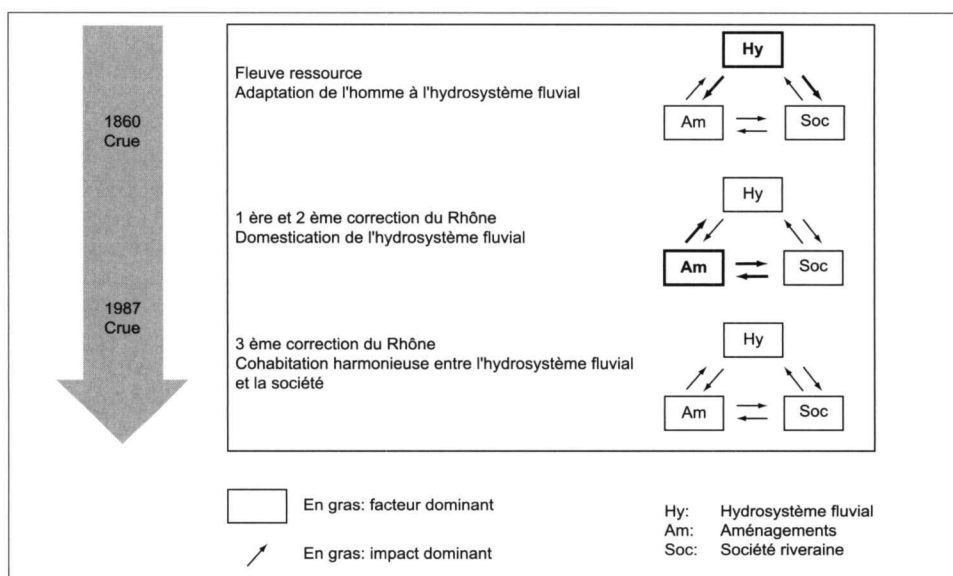 1860
Crue
1987
Crue
Fleuve ressource
Adaptation de l'homme à l'hydrosystème fluvial
Hy
Am
Soc
1 ère et 2 ème correction du Rhône
Domestication de l'hydrosystème fluvial
Hy
Am
Soc
3 ème correction du Rhône
Cohabitation harmonieuse entre l'hydrosystème fluvial
et la société
Hy
Am
Soc
En gras: facteur dominant
En gras: impact dominant
Hy: Hydrosystème fluvial
Am: Aménagements
Soc: Société riveraine